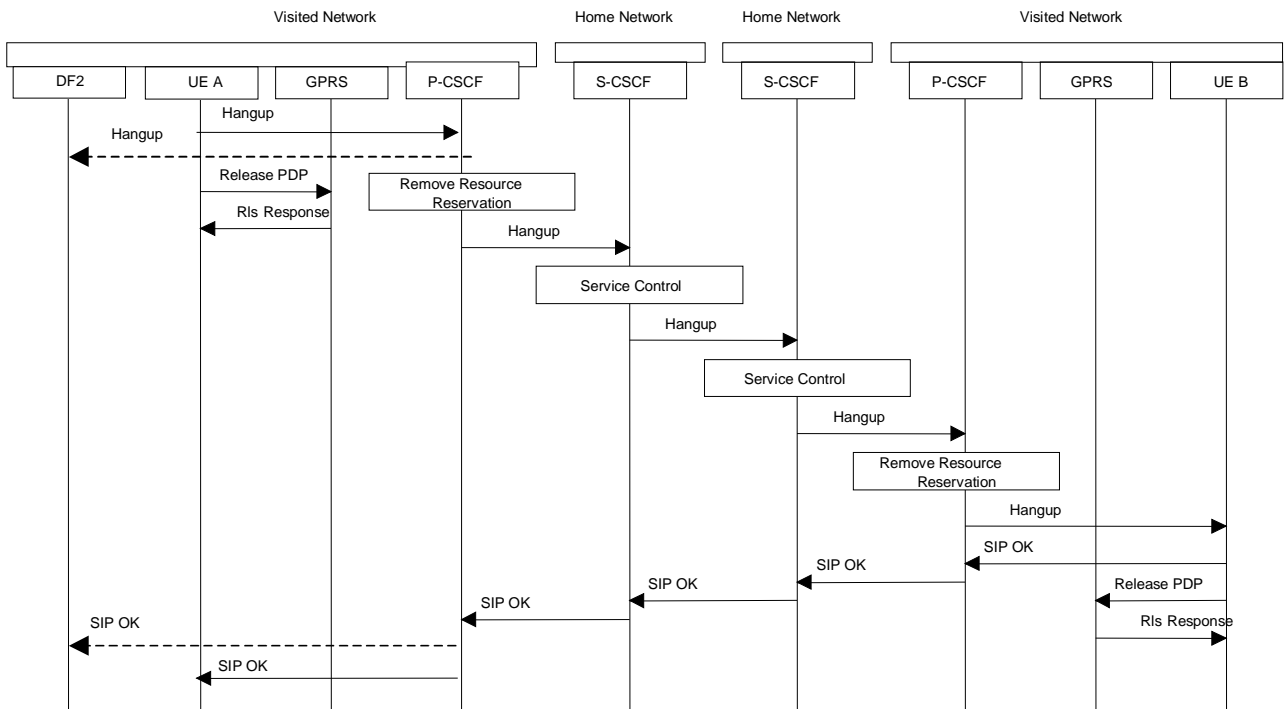 Visited Network
Home Network
Home Network
Visited Network
DF2
UE A
GPRS
P-CSCF
S-CSCF
S-CSCF
P-CSCF
GPRS
UE B
Hangup
Hangup
Release PDP
Remove Resource
Reservation
Rls Response
Hangup
Service Control
Hangup
Service Control
Hangup
Remove Resource
Reservation
Hangup
SIP OK
SIP OK
SIP OK
Release PDP
SIP OK
SIP OK
Rls Response
SIP OK